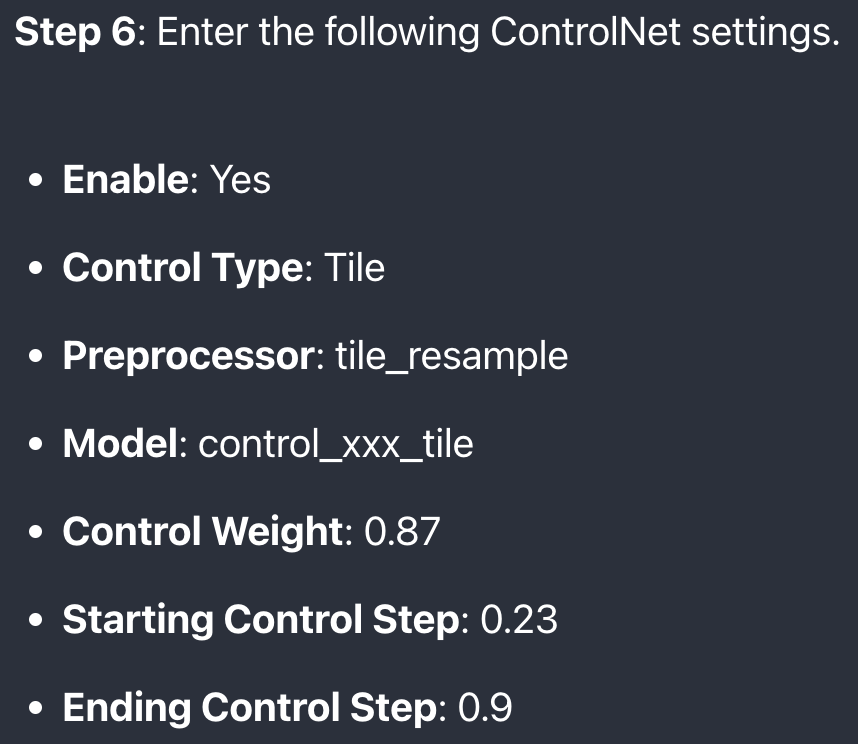 Step 6: Enter the following ControlNet settings.
• Enable: Yes
• Control Type: Tile
• Preprocessor: tile_resample
• Model: control_xxx_tile
• Control Weight: 0.87
• Starting Control Step: 0.23
• Ending Control Step: 0.9